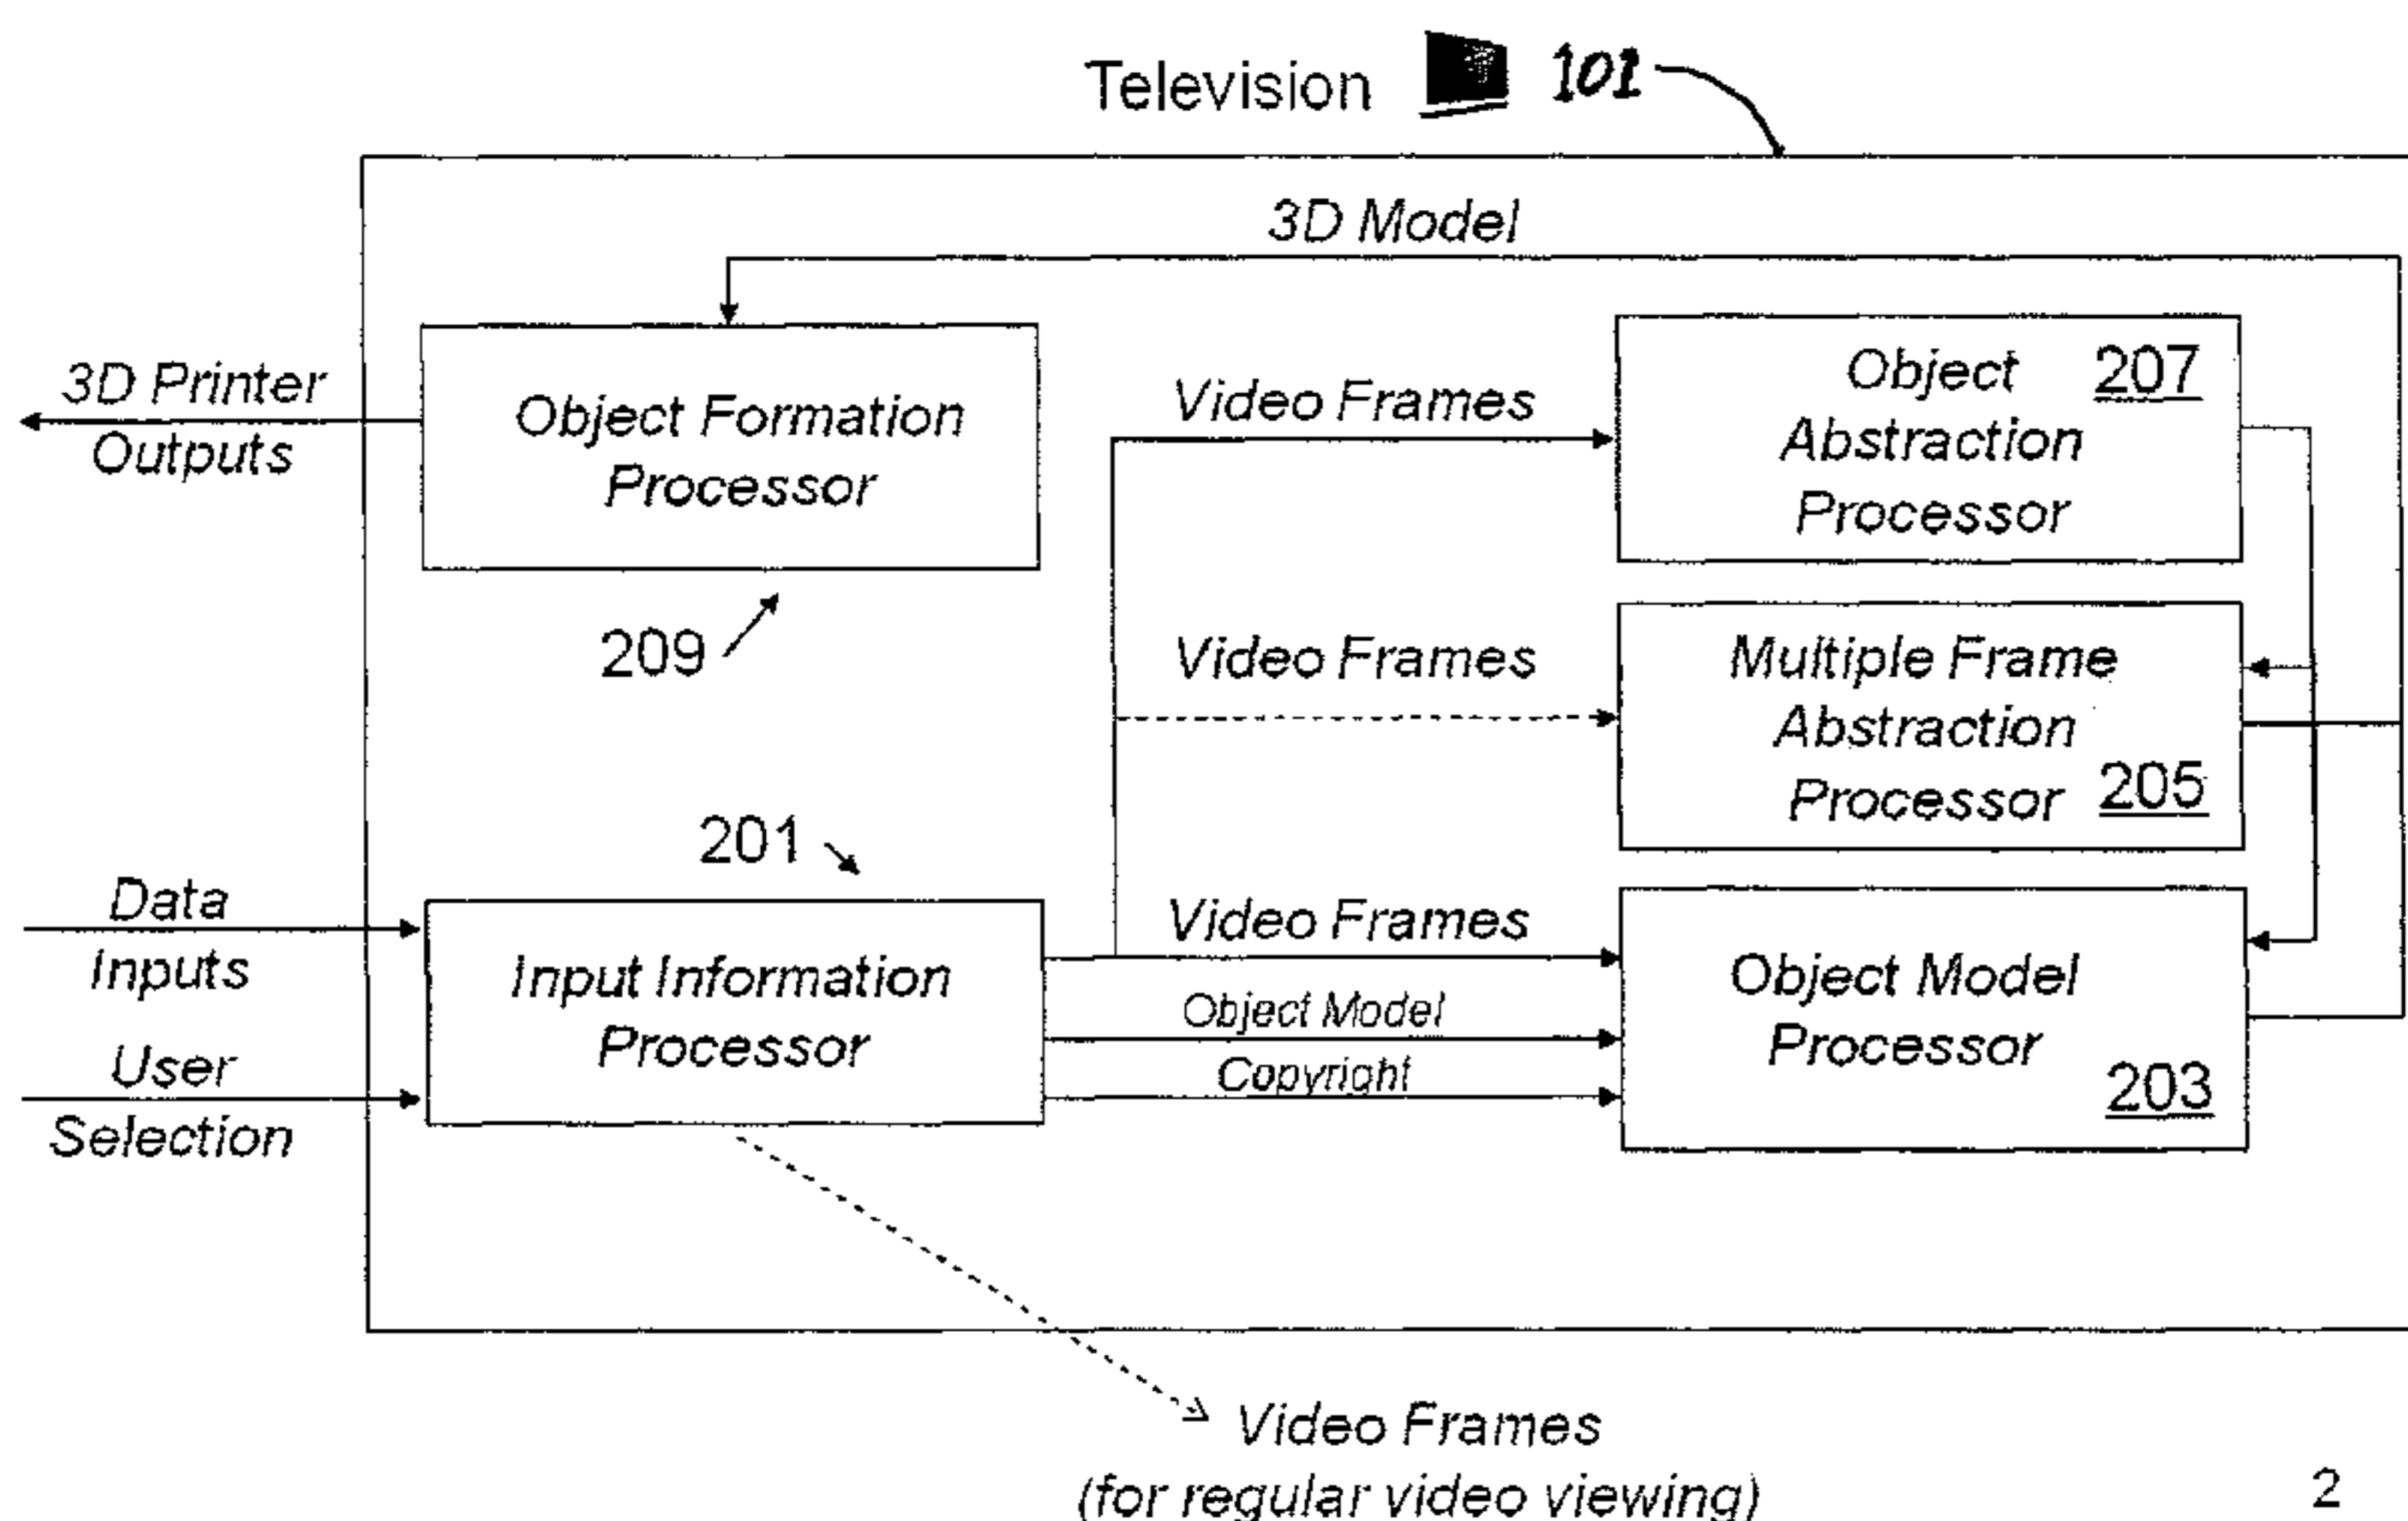 Television 101
3D Model
3D Printer
Outputs
Object Formation
Processor
209
Video Frames
Object 207
Abstraction
Processor
Video Frames
Multiple Frame
Abstraction
Processor 205
201
Data
Inputs
User
Selection
Input Information
Processor
Video Frames
Object Model
Copyright
Object Model
Processor
203
Video Frames
(for regular video viewing)
2